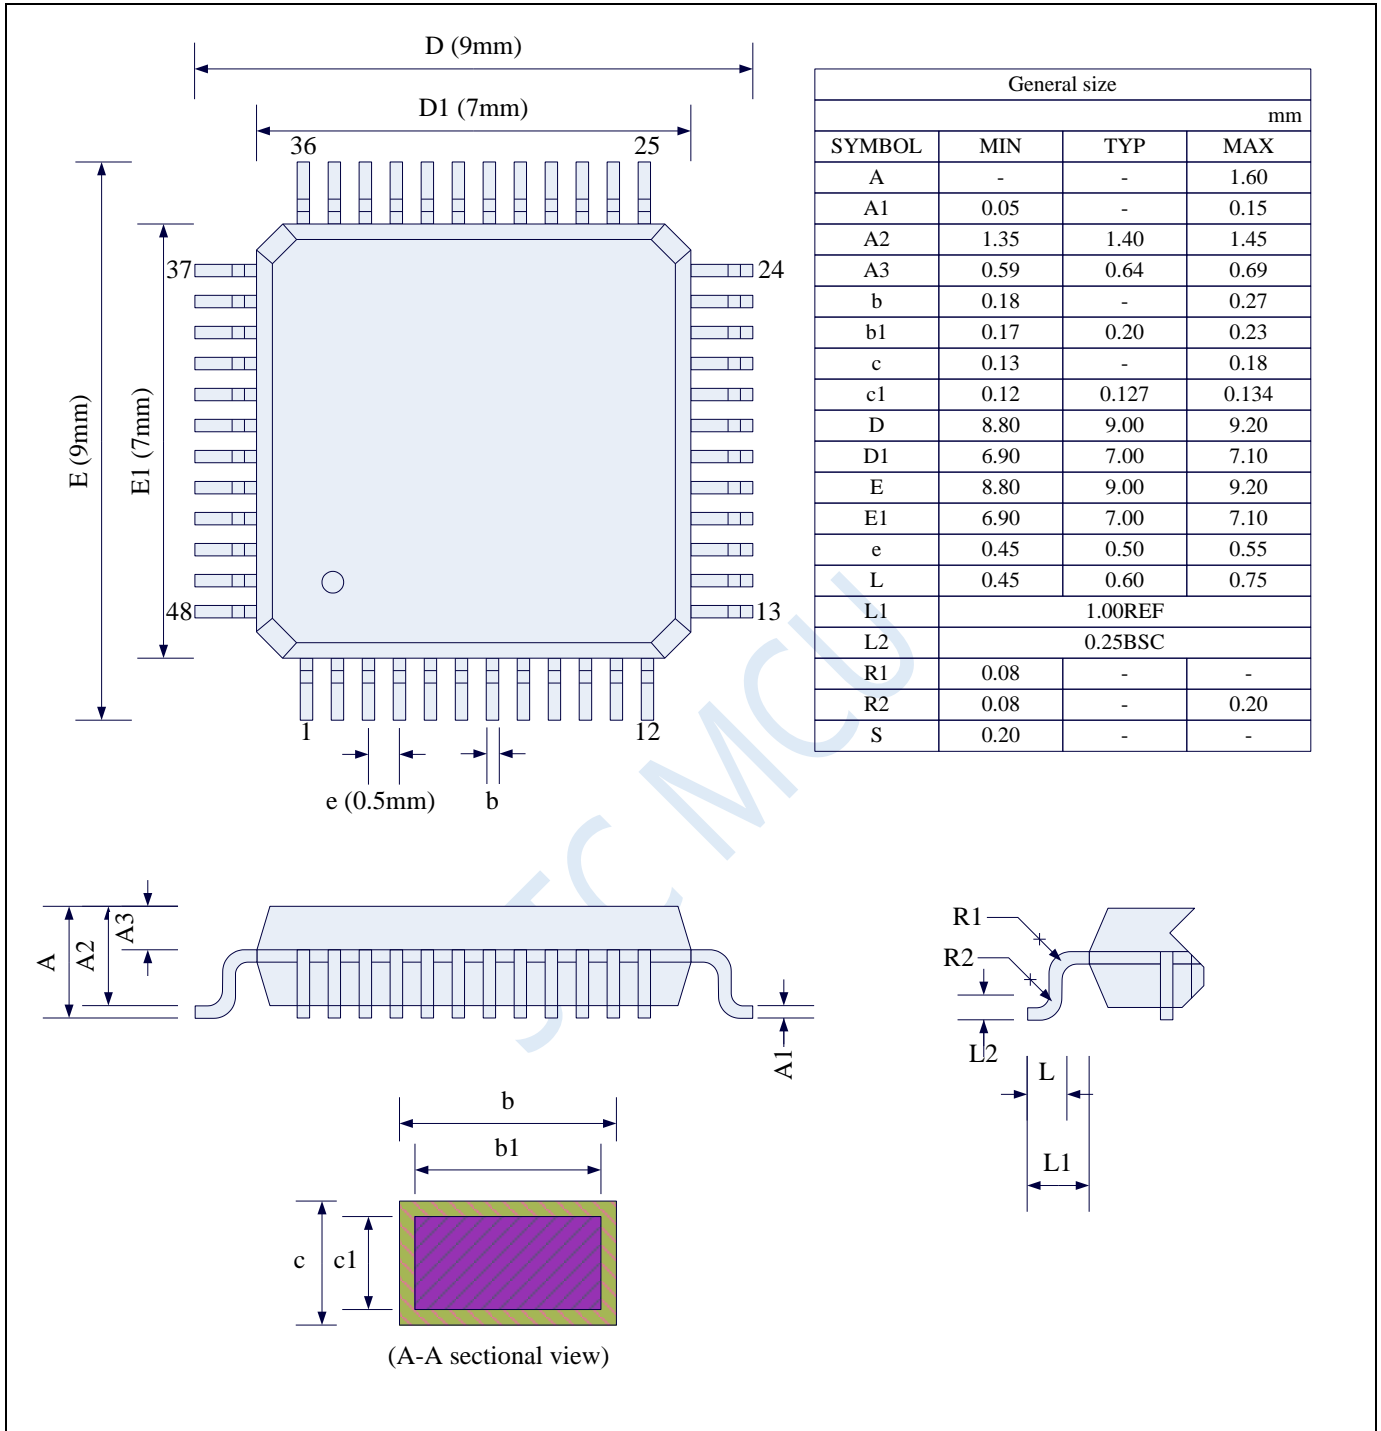 D (9mm)
D1 (7mm)
36 25
37 24
48 13
1 12
E (9mm)
E1 (7mm)
e (0.5mm) b
General size
mm
SYMBOL MIN TYP MAX
A - - 1.60
A1 0.05 - 0.15
A2 1.35 1.40 1.45
A3 0.59 0.64 0.69
b 0.18 - 0.27
b1 0.17 0.20 0.23
c 0.13 - 0.18
c1 0.12 0.127 0.134
D 8.80 9.00 9.20
D1 6.90 7.00 7.10
E 8.80 9.00 9.20
E1 6.90 7.00 7.10
e 0.45 0.50 0.55
L 0.45 0.60 0.75
L1 1.00REF
L2 0.25BSC
R1 0.08 - -
R2 0.08 - 0.20
S 0.20 - -
MCU
A A2 A3
A1
R1
R2
L2
L
L1
b
b1
c c1
(A-A sectional view)